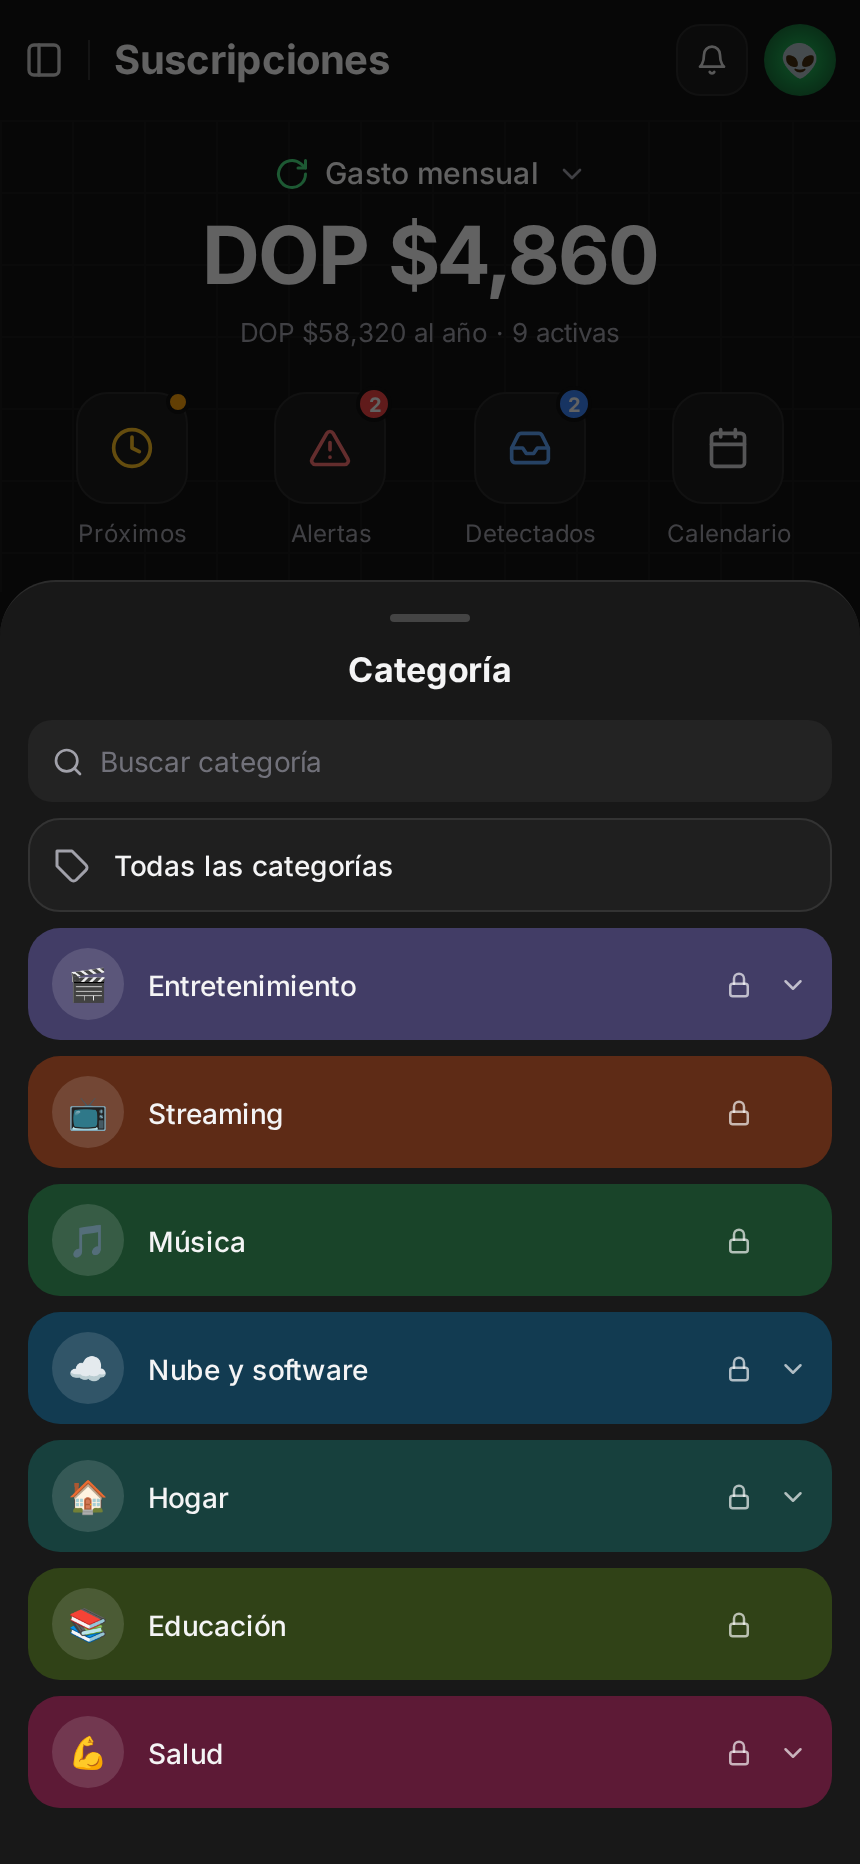 Suscripciones
Gasto mensual
DOP $4,860
DOP $58,320 al año · 9 activas
2
2
Próximos
Alertas
Detectados
Calendario
Categoría
Buscar categoría
Todas las categorías
Entretenimiento
Streaming
Música
Nube y software
Hogar
Educación
Salud